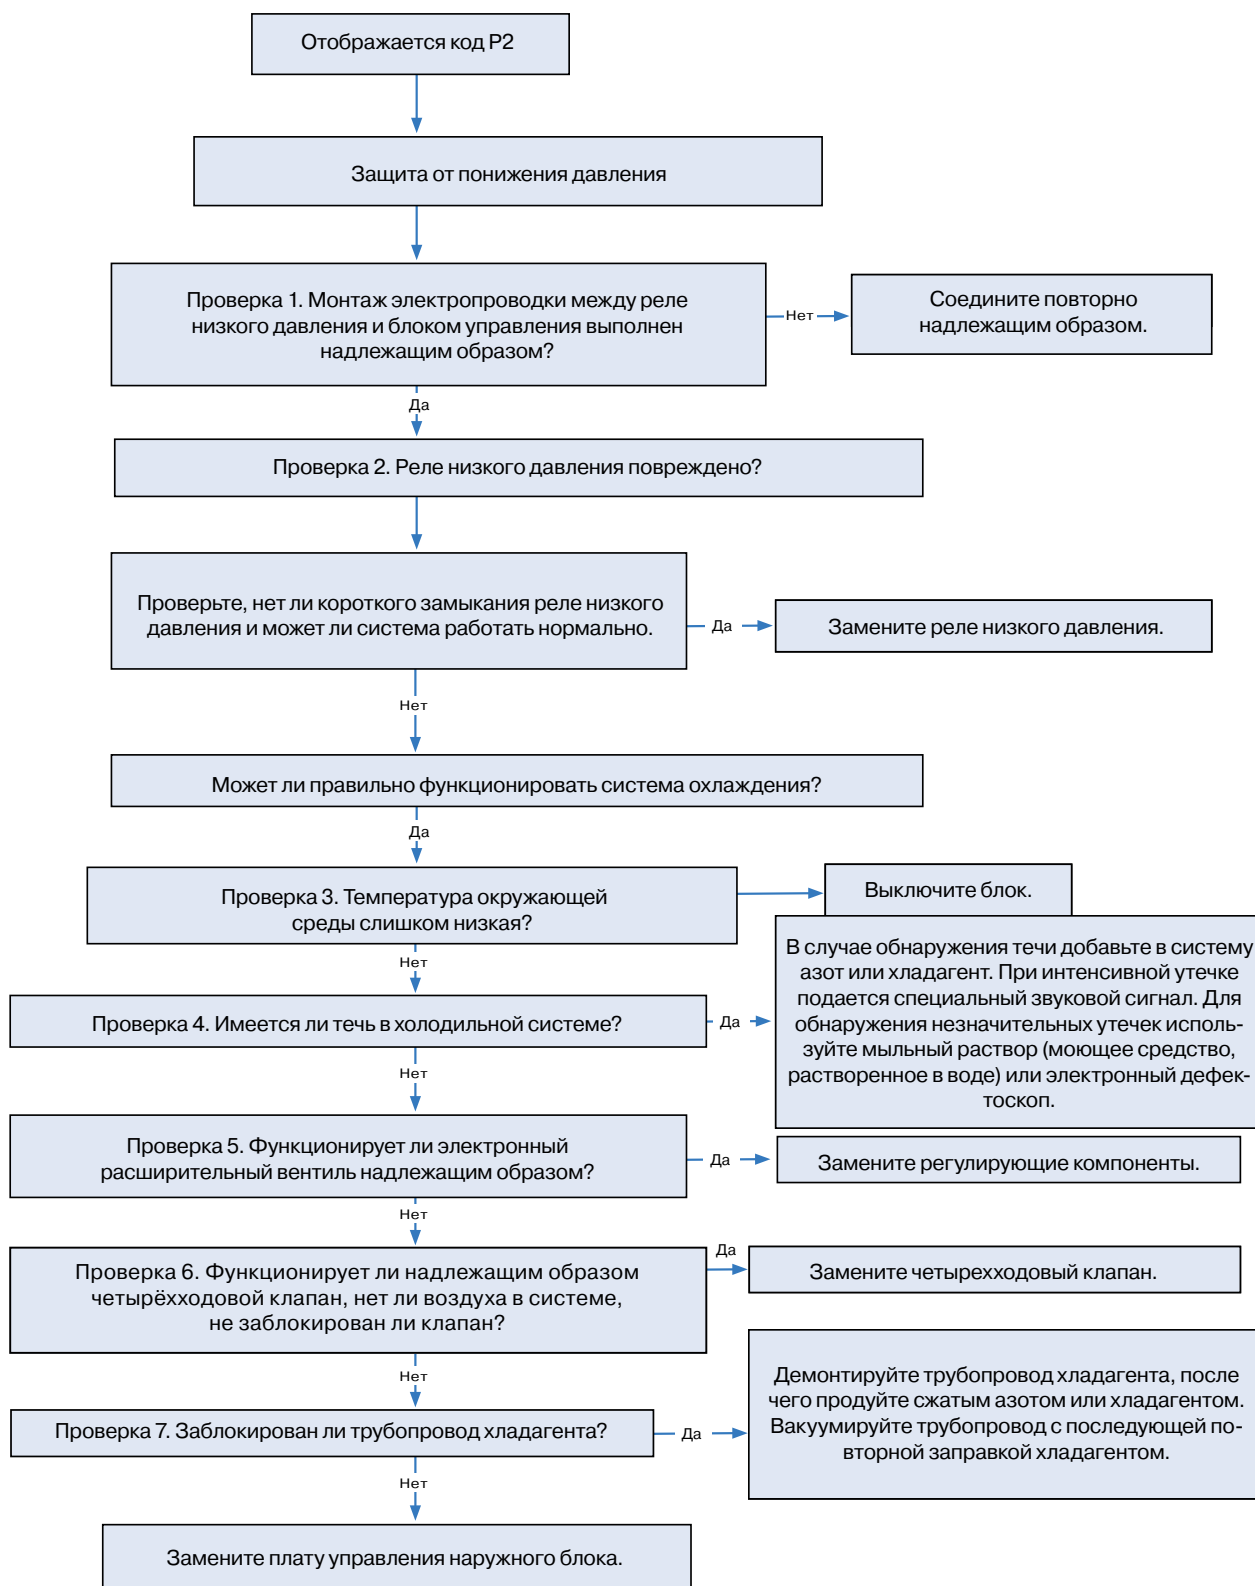 Отображается код P2
Защита от понижения давления
Проверка 1. Монтаж электропроводки между реле
низкого давления и блоком управления выполнен
надлежащим образом?
Нет
Соедините повторно
надлежащим образом.
Да
Проверка 2. Реле низкого давления повреждено?
Проверьте, нет ли короткого замыкания реле низкого
давления и может ли система работать нормально.
Да
Замените реле низкого давления.
Нет
Может ли правильно функционировать система охлаждения?
Да
Проверка 3. Температура окружающей
среды слишком низкая?
Выключите блок.
Нет
Проверка 4. Имеется ли течь в холодильной системе?
Да
В случае обнаружения течи добавьте в систему
азот или хладагент. При интенсивной утечке
подается специальный звуковой сигнал. Для
обнаружения незначительных утечек исполь-
зуйте мыльный раствор (моющее средство,
растворенное в воде) или электронный дефек-
тоскоп.
Нет
Проверка 5. Функционирует ли электронный
расширительный вентиль надлежащим образом?
Да
Замените регулирующие компоненты.
Нет
Проверка 6. Функционирует ли надлежащим образом
четырёхходовой клапан, нет ли воздуха в системе,
не заблокирован ли клапан?
Да
Замените четырехходовый клапан.
Нет
Проверка 7. Заблокирован ли трубопровод хладагента?
Да
Демонтируйте трубопровод хладагента, после
чего продуйте сжатым азотом или хладагентом.
Вакуумируйте трубопровод с последующей по-
вторной заправкой хладагентом.
Нет
Замените плату управления наружного блока.